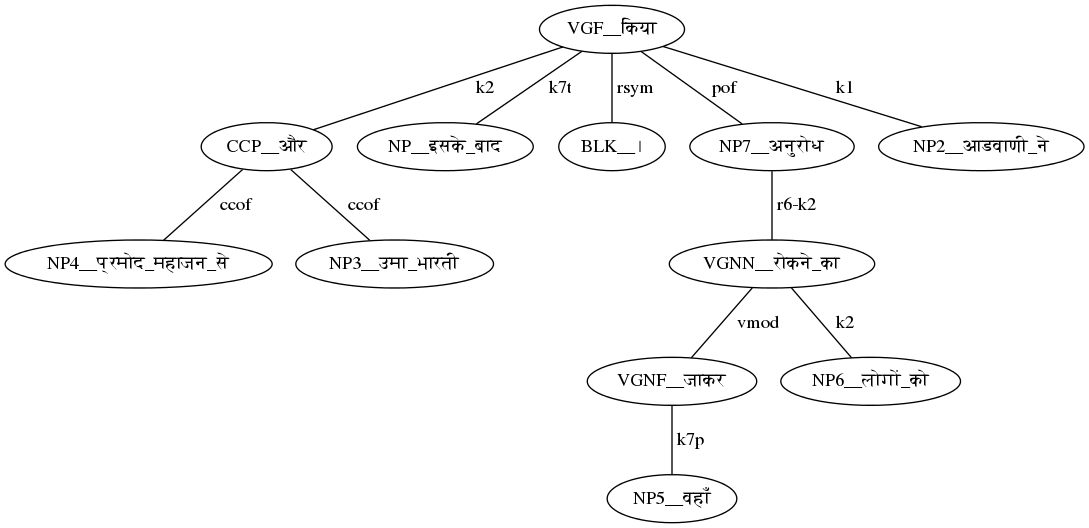 VGF__किया
k2 k7t rsym pof k1
CCP__और NP__इसके_बाद BLK__। NP7__अनुरोध NP2__आडवाणी_ने
ccof ccof r6-k2
NP4__प्रमोद_महाजन_से NP3__उमा_भारती VGNN__रोकने_का
vmod k2
VGNF__जाकर NP6__लोगों_को
k7p
NP5__वहाँ